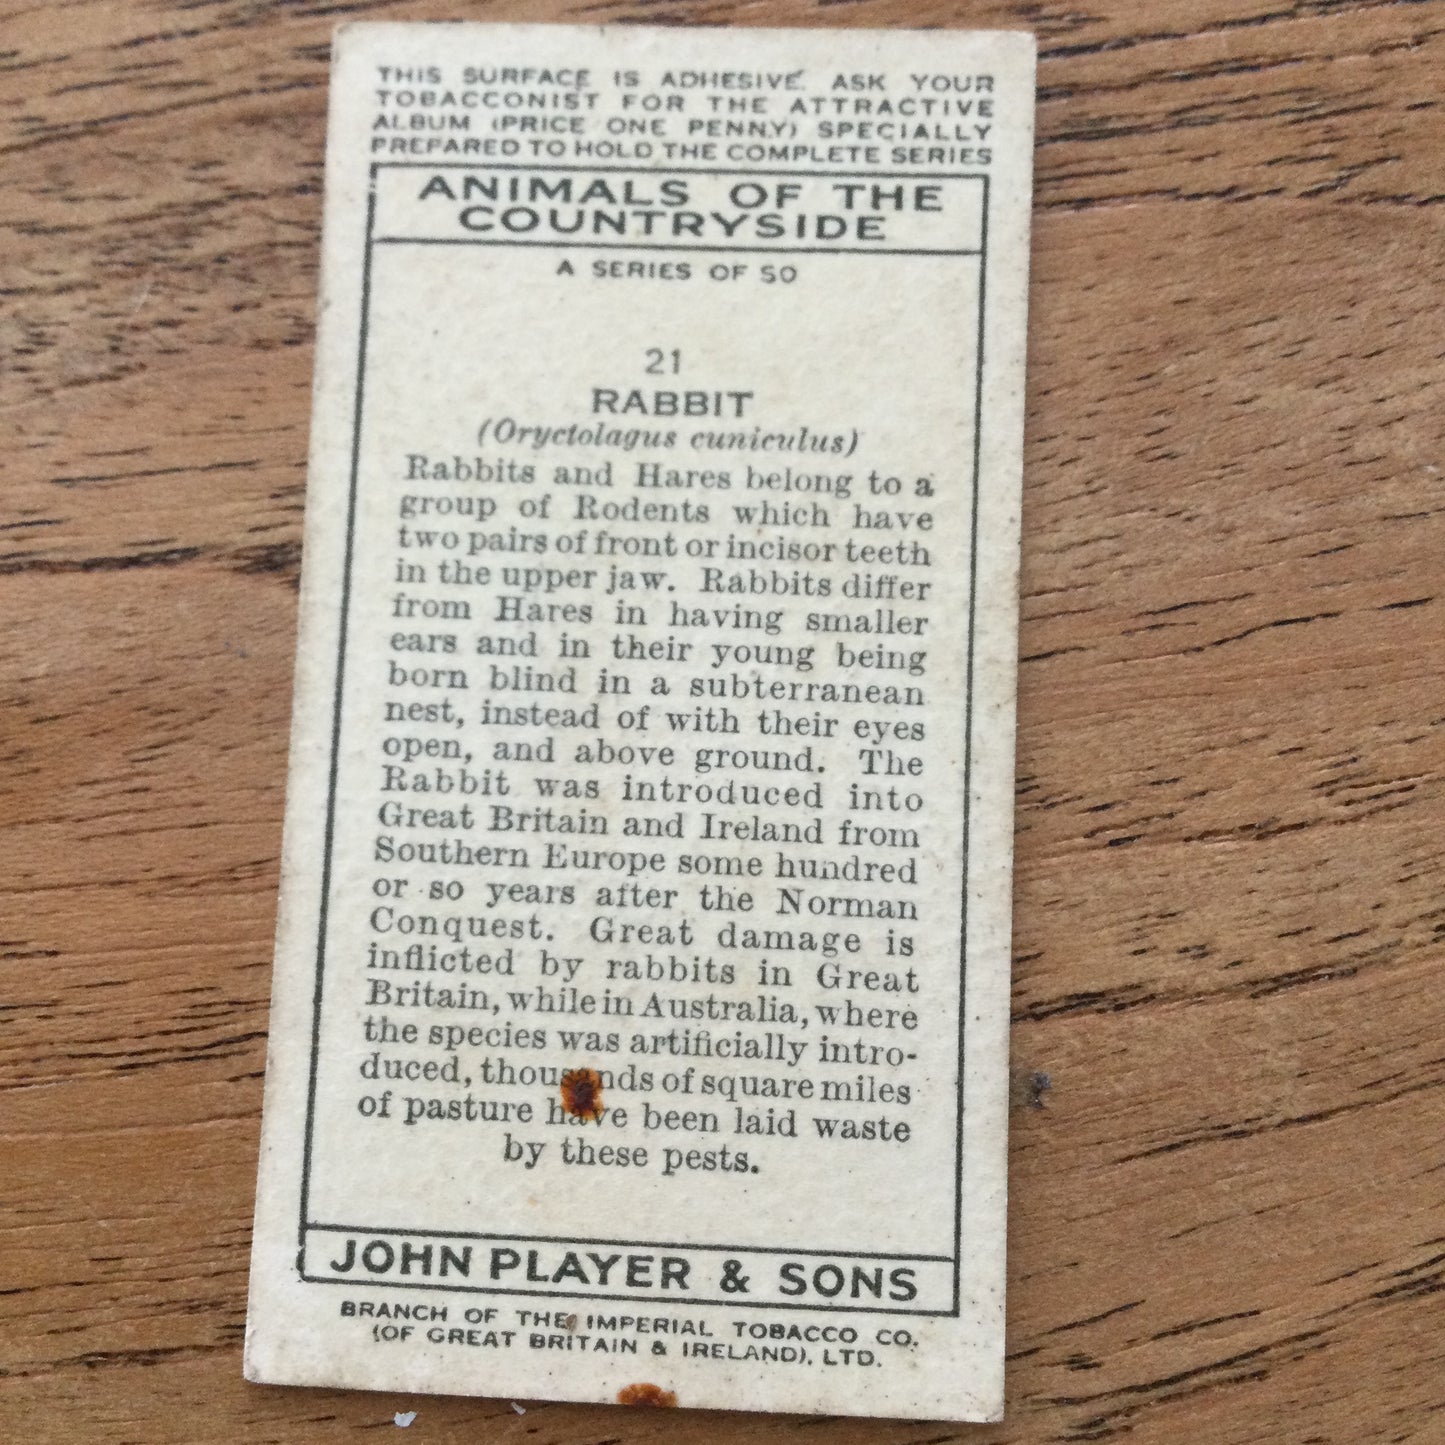 THIS SURFACE IS ADHESIVE. ASK YOUR
TOBACCONIST FOR THE ATTRACTIVE
ALBUM (PRICE ONE PENNY) SPECIALLY
PREPARED TO HOLD THE COMPLETE SERIES
ANIMALS OF THE
COUNTRYSIDE
A SERIES OF 50
21
RABBIT
(Oryctolagus cuniculus)
Rabbits and Hares belong to a
group of Rodents which have
two pairs of front or incisor teeth
in the upper jaw. Rabbits differ
from Hares in having smaller
ears and in their young being
born blind in a subterranean
nest, instead of with their eyes
open, and above ground. The
Rabbit was introduced into
Great Britain and Ireland from
Southern Europe some hundred
or so years after the Norman
Conquest. Great damage is
inflicted by rabbits in Great
Britain, while in Australia, where
the species was artificially intro-
duced, thousands of square miles
of pasture have been laid waste
by these pests.
JOHN PLAYER & SONS
BRANCH OF THE IMPERIAL TOBACCO CO.
(OF GREAT BRITAIN & IRELAND), LTD.